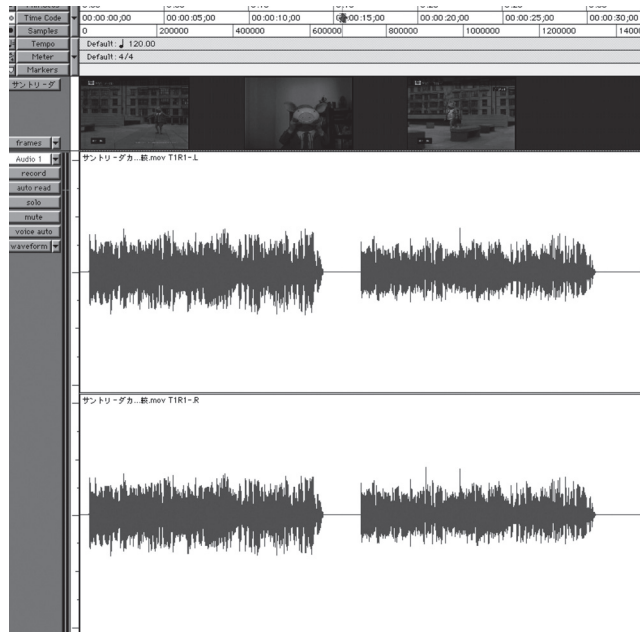 Time Code 00:00:00;00 00:00:05;00 00:00:10;00 00:00:15;00 00:00:20;00 00:00:25;00 00:00:30;00
Samples 0 200000 400000 600000 800000 1000000 1200000 1400
Tempo Default: ♩ 120.00
Meter Default: 4/4
Markers
サントリーダ
frames
Audio 1
record
auto read
solo
mute
voice auto
waveform
サントリーダカ...篇.mov T1R1-.L
サントリーダカ...篇.mov T1R1-.R